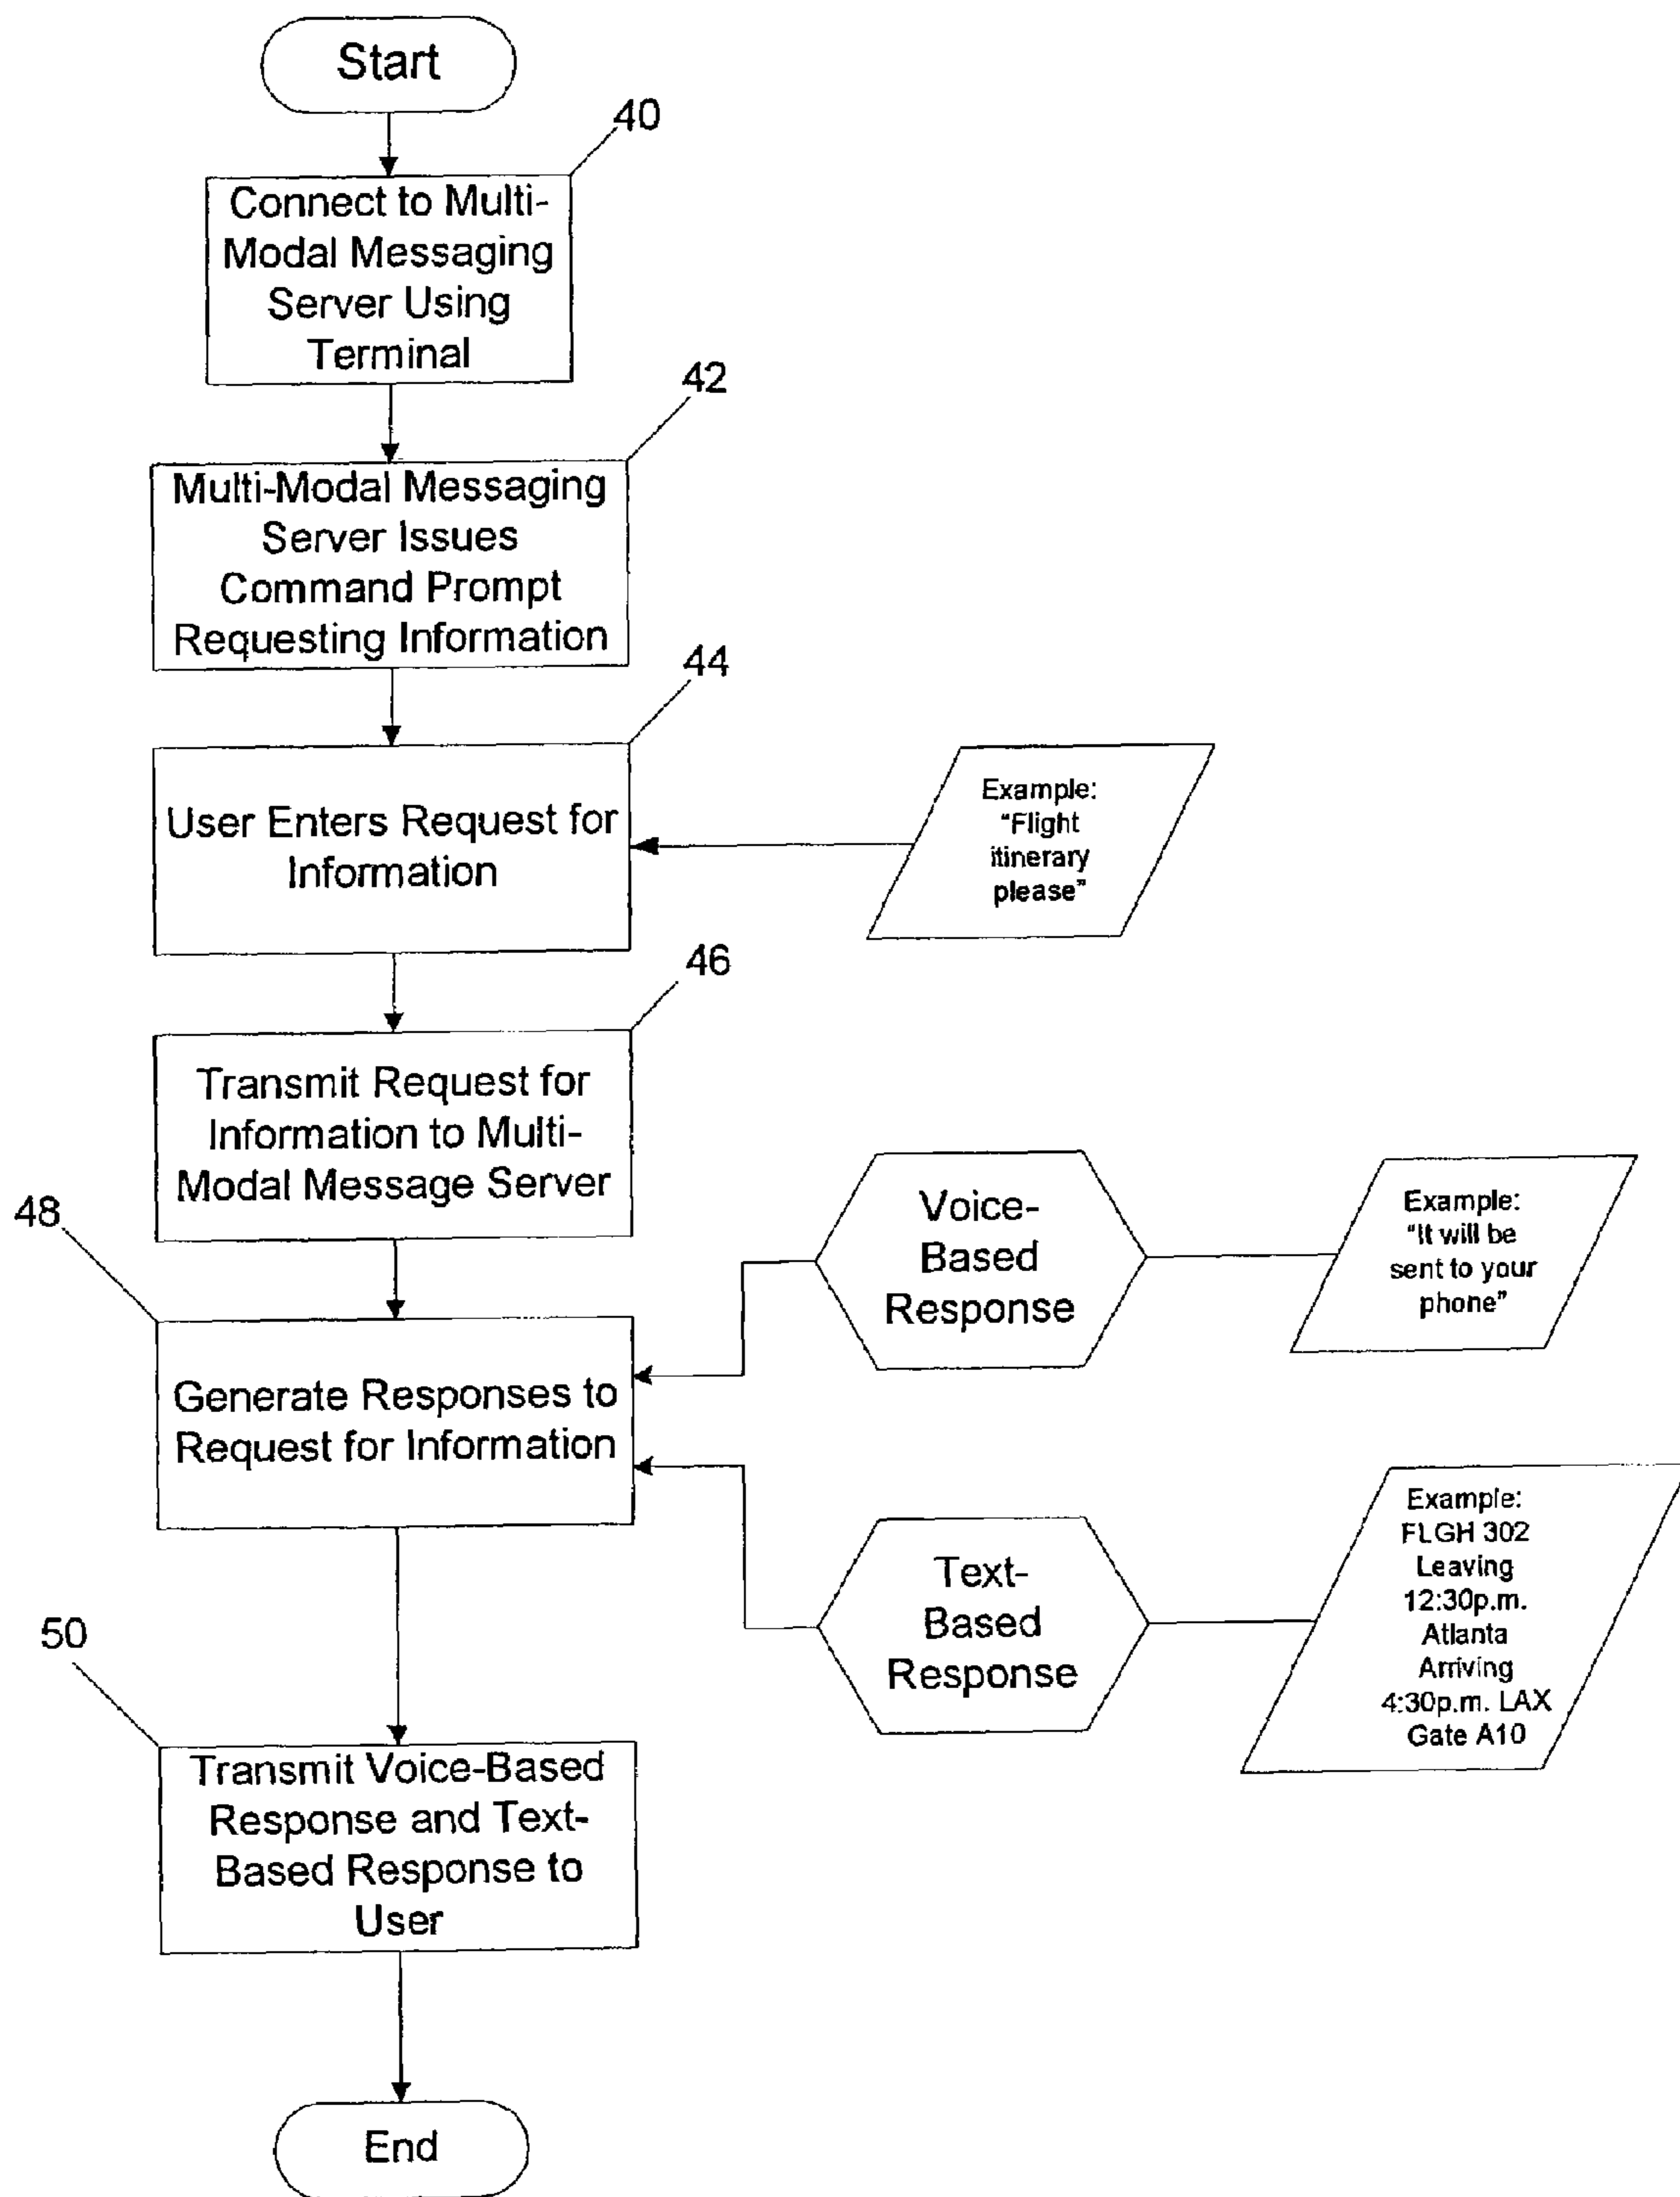 Start
40
Connect to Multi-
Modal Messaging
Server Using
Terminal
42
Multi-Modal Messaging
Server Issues
Command Prompt
Requesting Information
44
User Enters Request for
Information
Example:
"Flight
itinerary
please"
46
Transmit Request for
Information to Multi-
Modal Message Server
48
Generate Responses to
Request for Information
Voice-
Based
Response
Example:
"It will be
sent to your
phone"
Text-
Based
Response
Example:
FLGH 302
Leaving
12:30p.m.
Atlanta
Arriving
4:30p.m. LAX
Gate A10
50
Transmit Voice-Based
Response and Text-
Based Response to
User
End